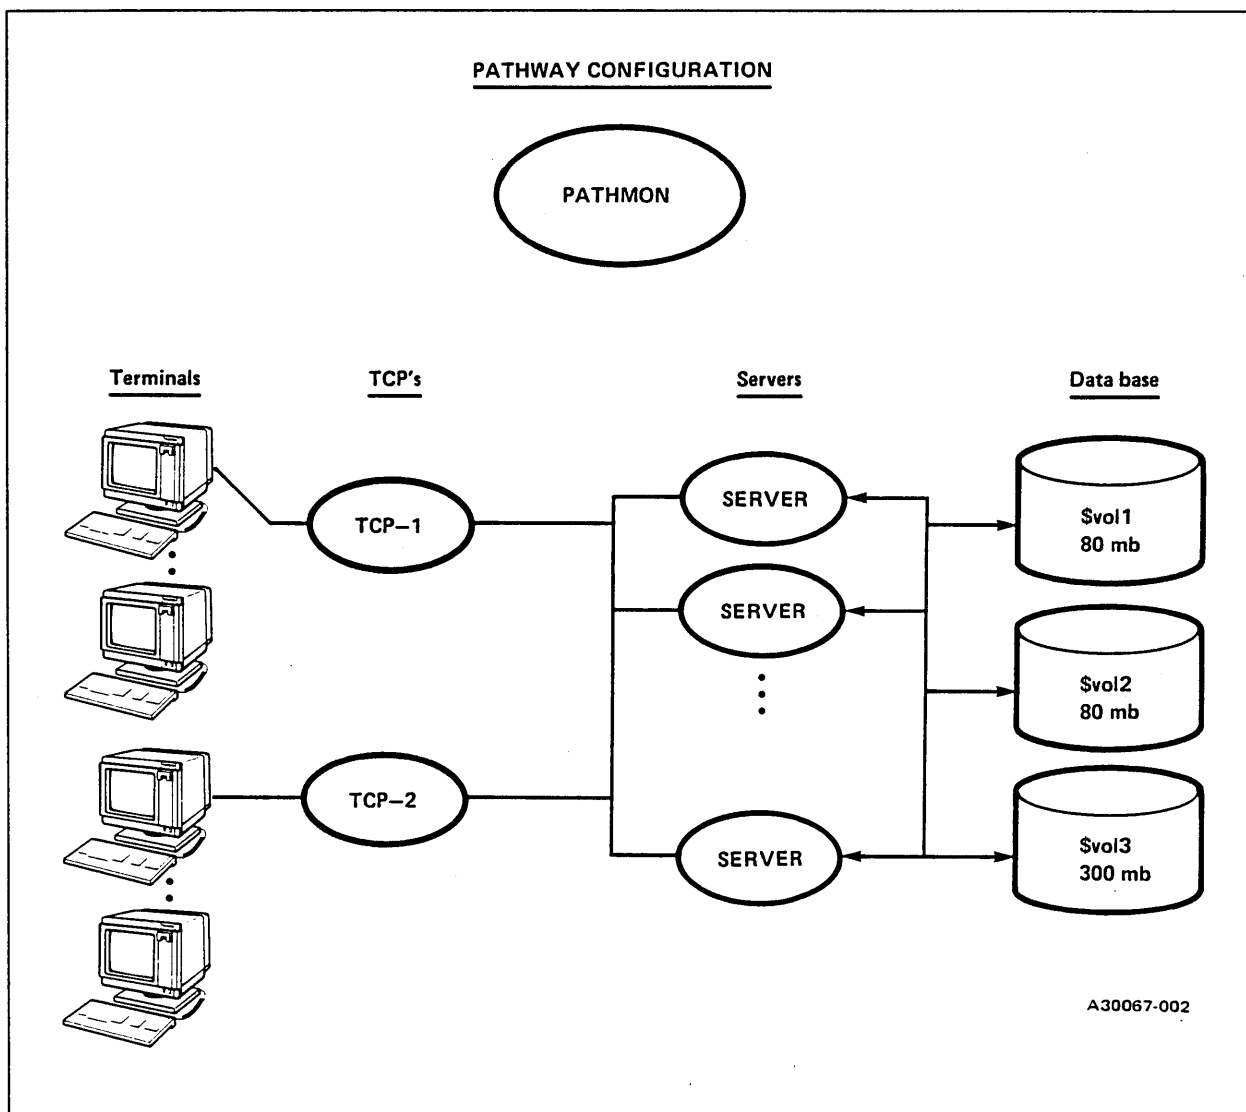 PATHWAY CONFIGURATION
PATHMON
Terminals
TCP's
Servers
Data base
TCP–1
SERVER
$vol1
80 mb
SERVER
$vol2
80 mb
TCP–2
SERVER
$vol3
300 mb
A30067-002